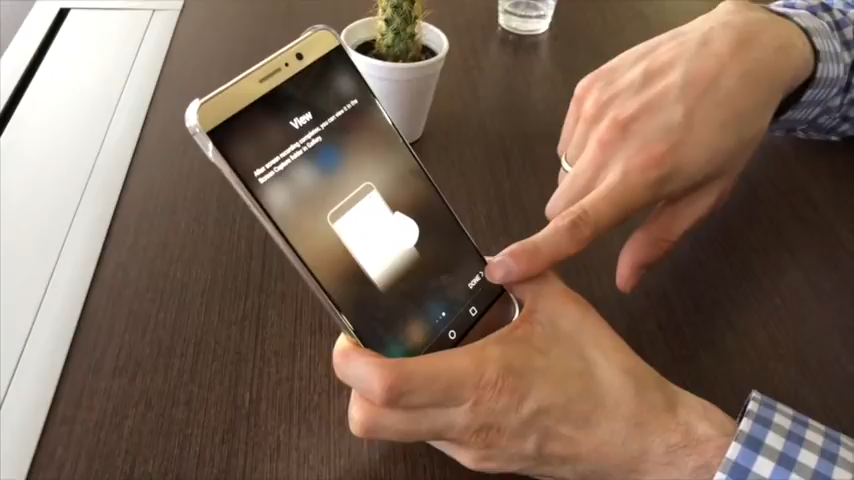 View
After screen recording completes, you can view it in the
Screen Capture folder in Gallery.
DONE >